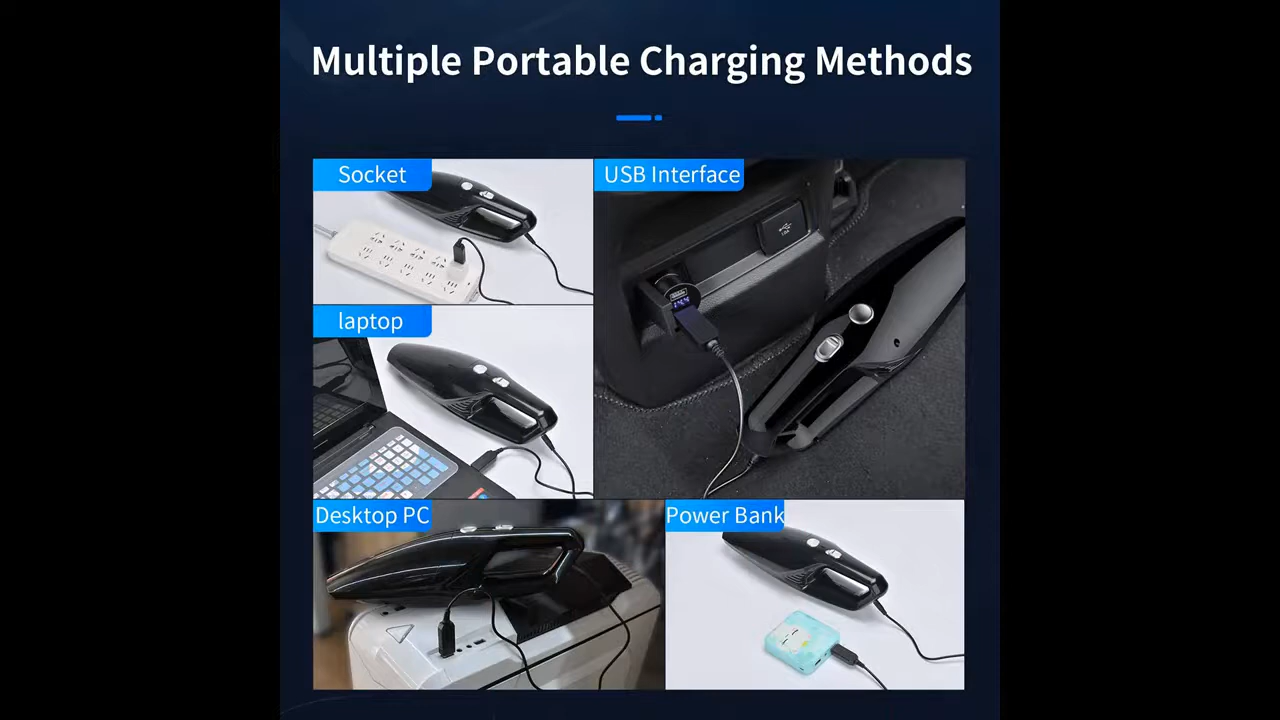 Multiple Portable Charging Methods
Socket
USB Interface
laptop
Desktop PC
Power Bank